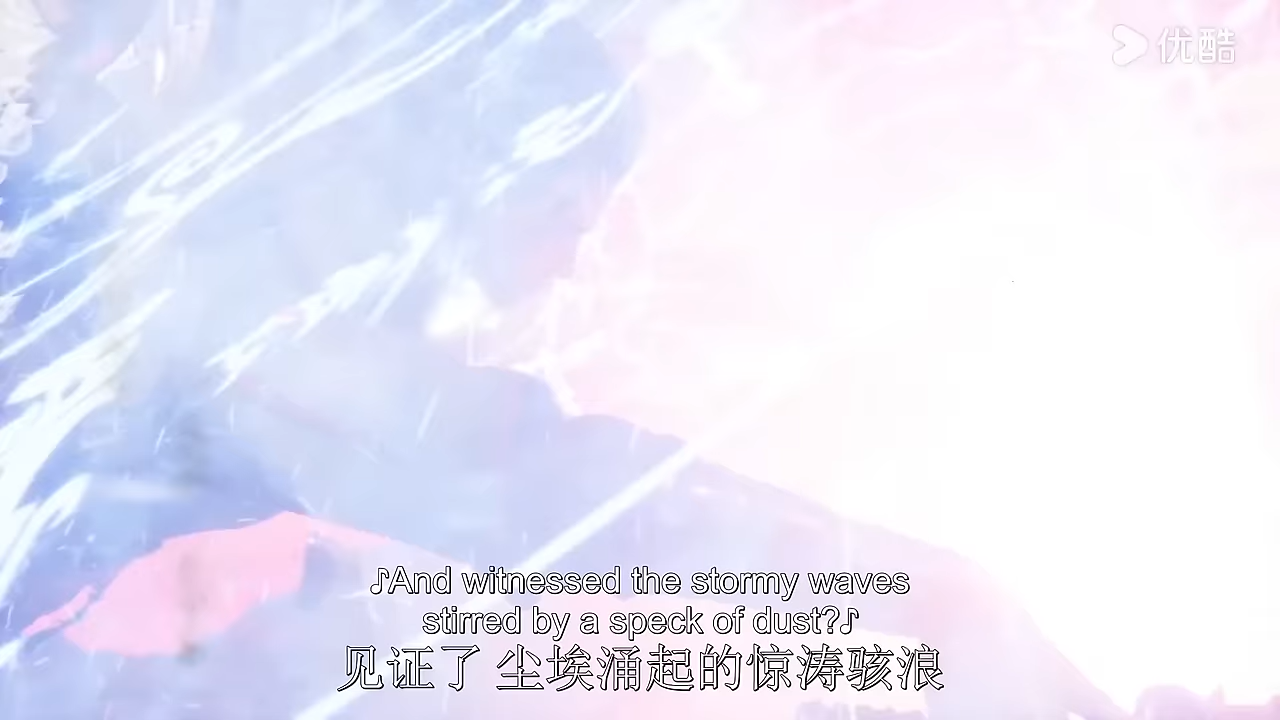 优酷
♪And witnessed the stormy waves
stirred by a speck of dust?♪
见证了 尘埃涌起的惊涛骇浪